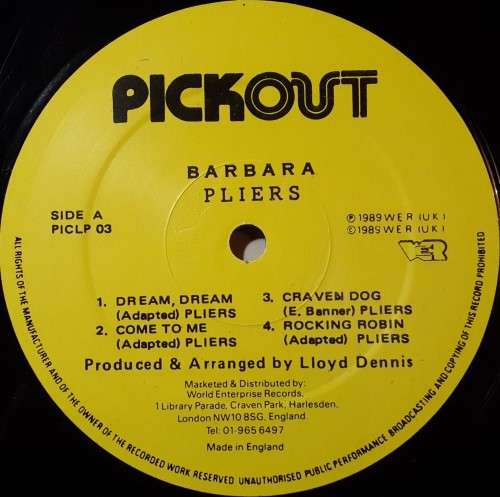 PICKOUT
BARBARA
PLIERS
SIDE A
PICLP 03
℗ 1989 WER (UK)
© 1989 WER (UK)
WER
1. DREAM, DREAM
(Adapted) PLIERS
2. COME TO ME
(Adapted) PLIERS
3. CRAVEN DOG
(E. Banner) PLIERS
4. ROCKING ROBIN
(Adapted) PLIERS
Produced & Arranged by Lloyd Dennis
Marketed & Distributed by:
World Enterprise Records.
1 Library Parade, Craven Park, Harlesden,
London NW10 8SG. England.
Tel: 01-965 6497
Made in England
ALL RIGHTS OF THE MANUFACTURER AND OF THE OWNER OF THE RECORDED WORK RESERVED UNAUTHORISED PUBLIC PERFORMANCE BROADCASTING AND COPYING OF THIS RECORD PROHIBITED